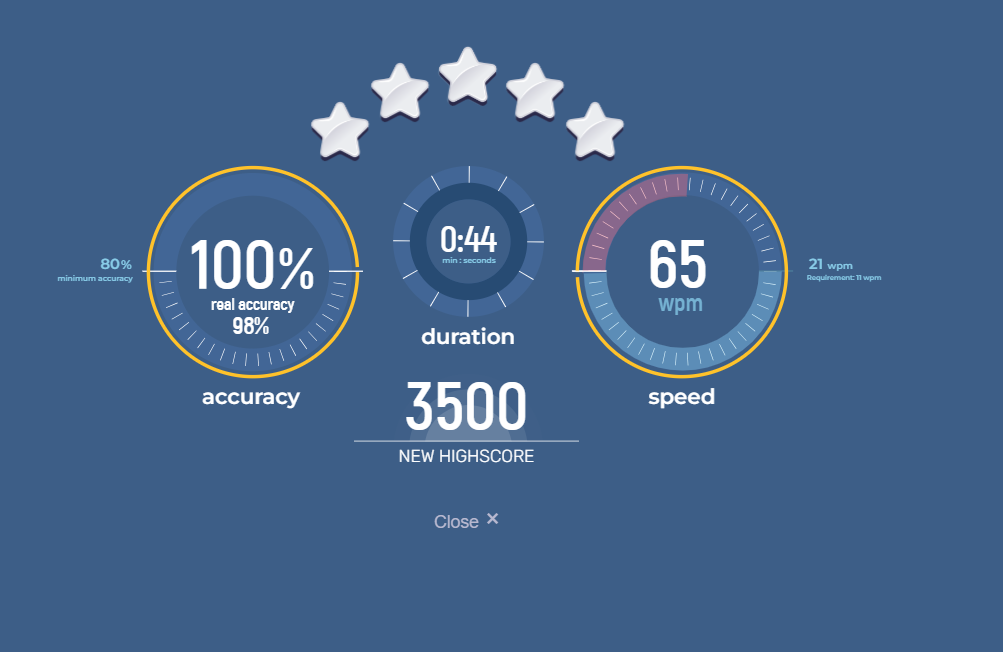 80%
minimum accuracy
100%
real accuracy
98%
accuracy
0:44
min : seconds
duration
65
wpm
speed
21 wpm
Requirement: 11 wpm
3500
NEW HIGHSCORE
Close ×